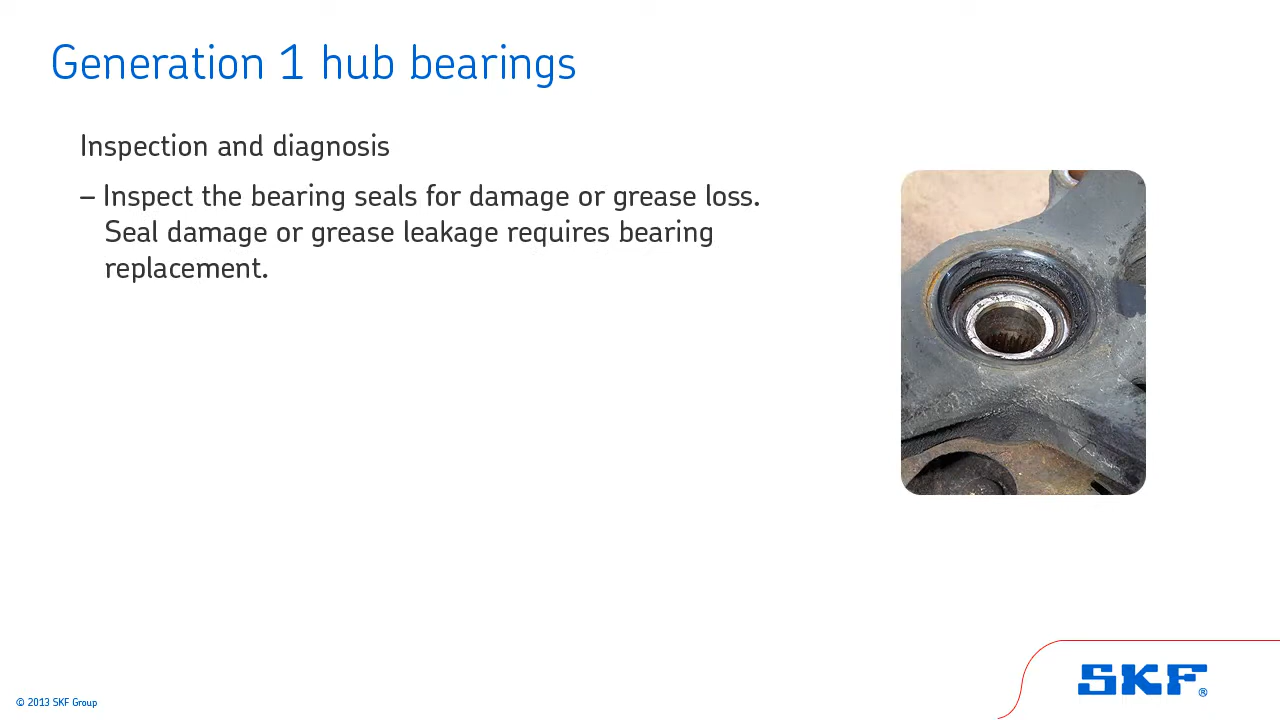 Generation 1 hub bearings
Inspection and diagnosis
– Inspect the bearing seals for damage or grease loss.
Seal damage or grease leakage requires bearing
replacement.
SKF®
© 2013 SKF Group